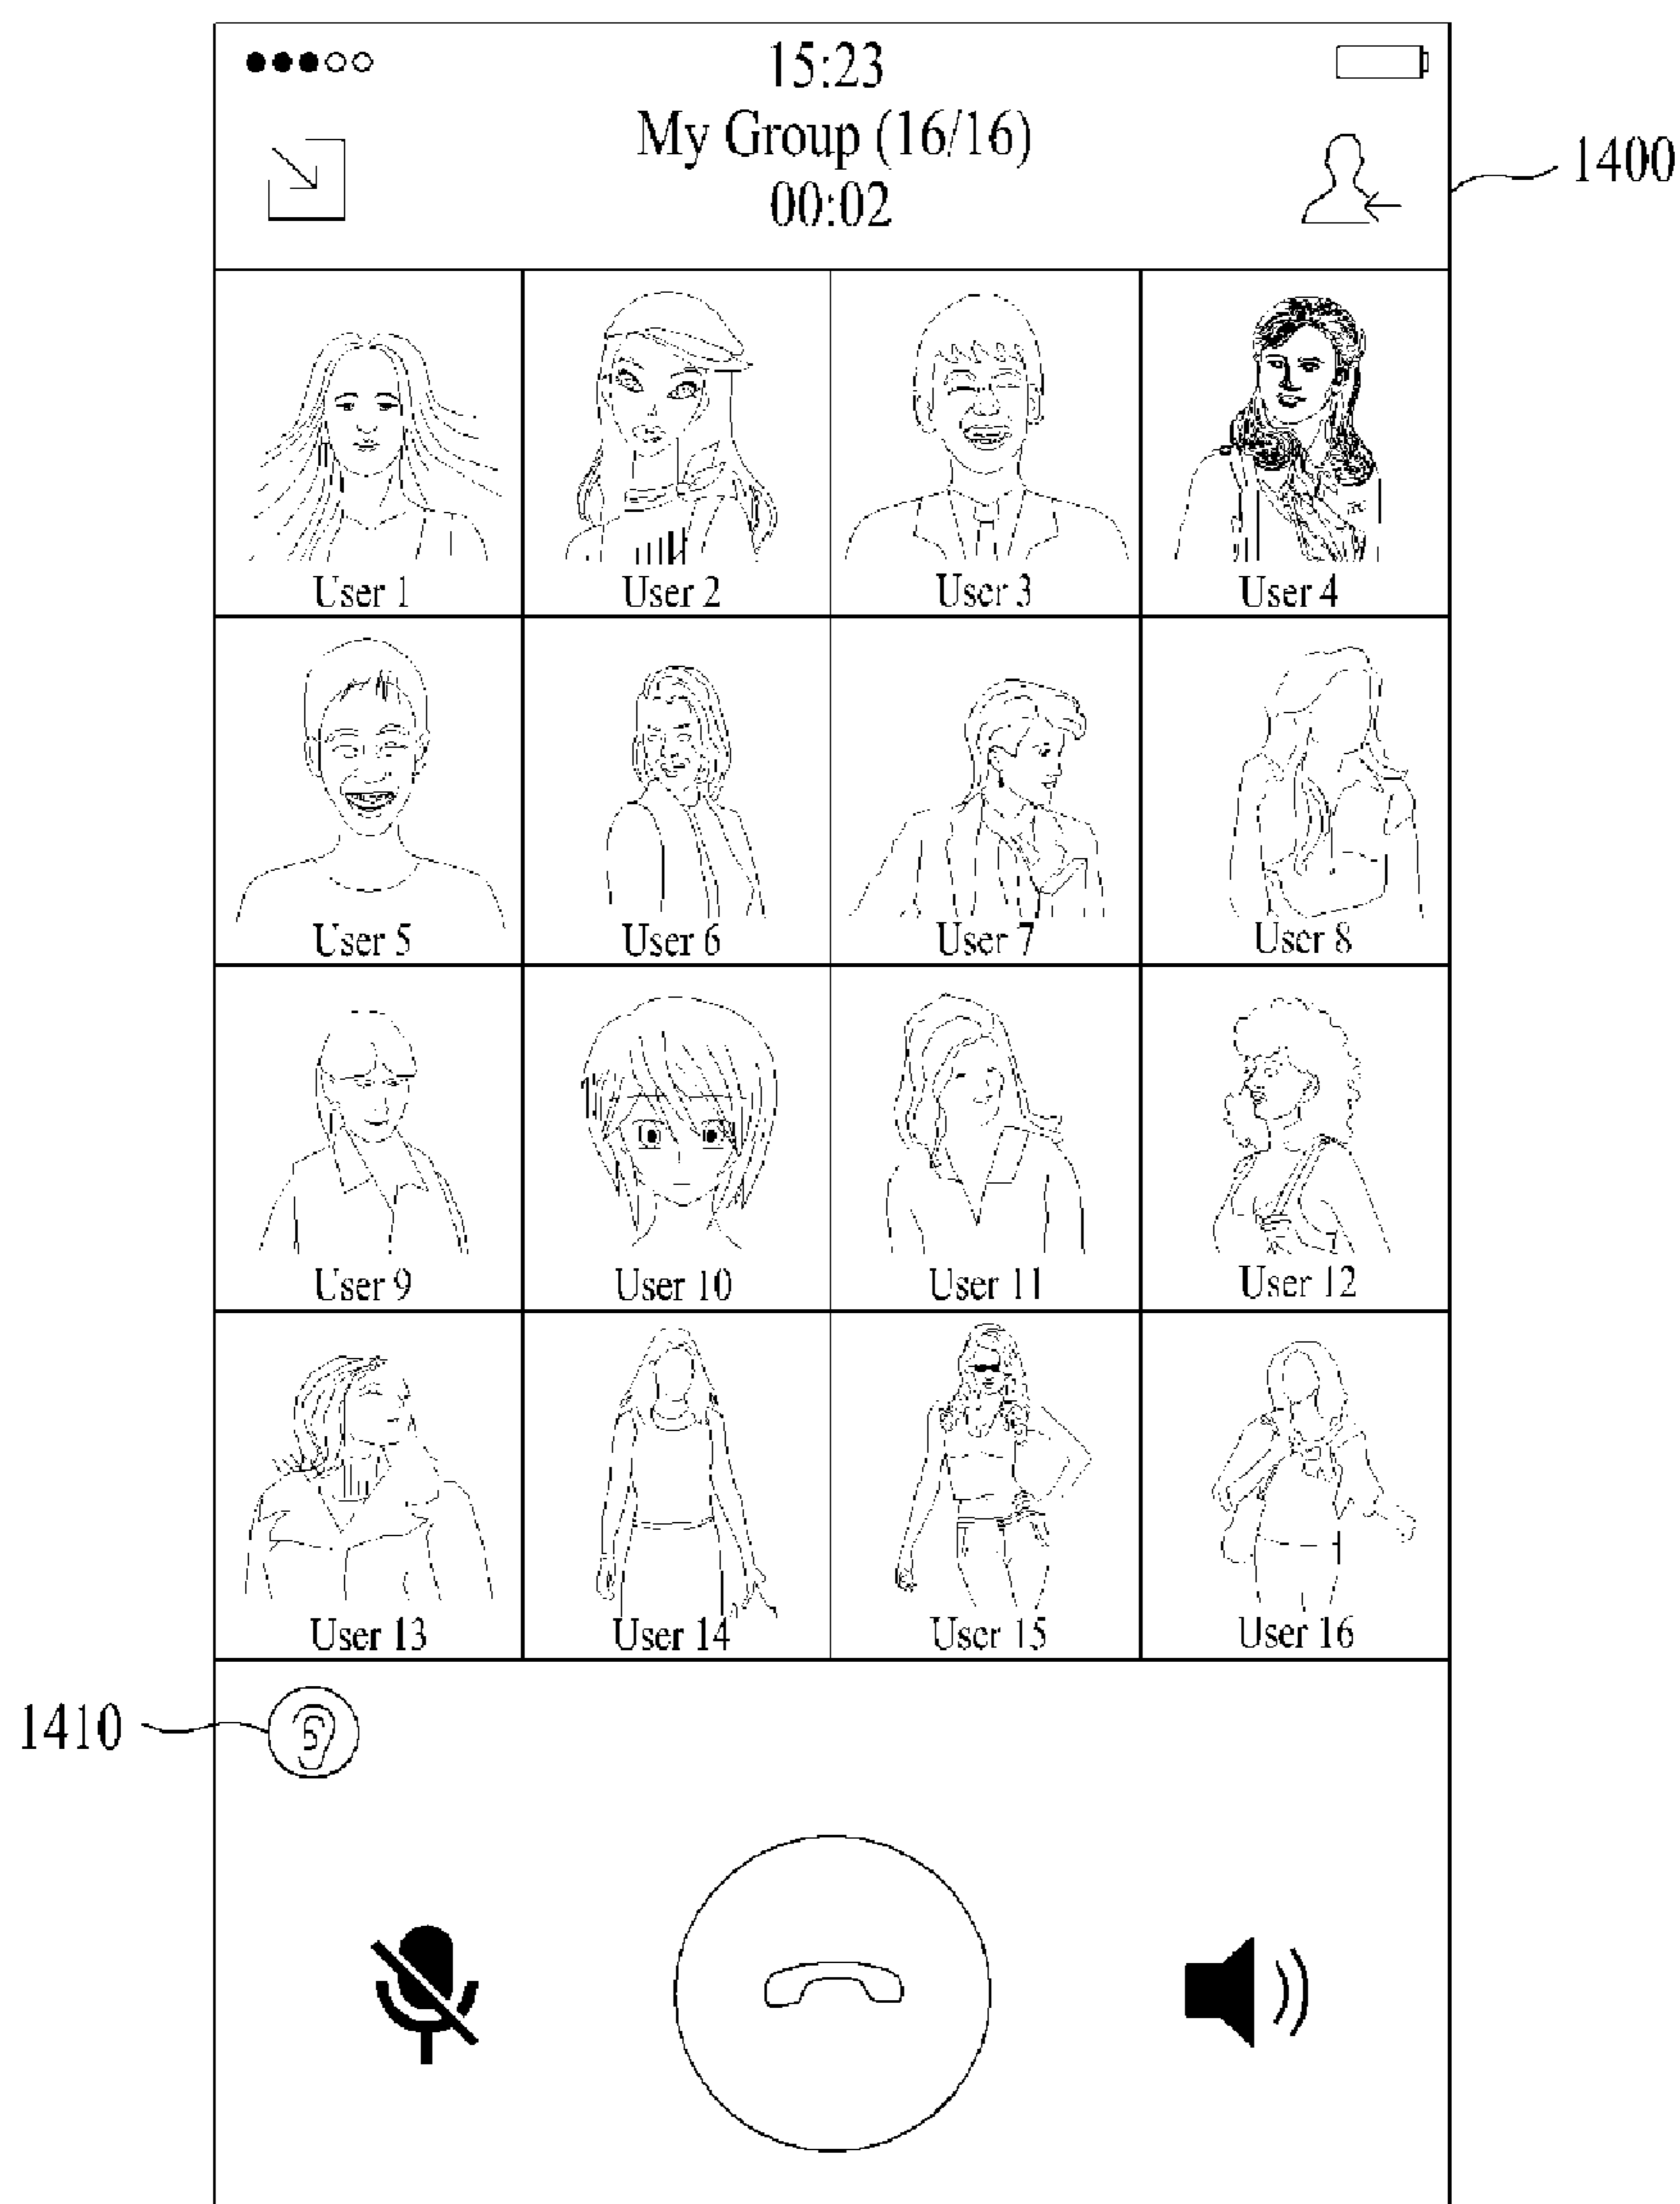 15:23
My Group (16/16)
00:02
1400
User 1 User 2 User 3 User 4
User 5 User 6 User 7 User 8
User 9 User 10 User 11 User 12
User 13 User 14 User 15 User 16
1410